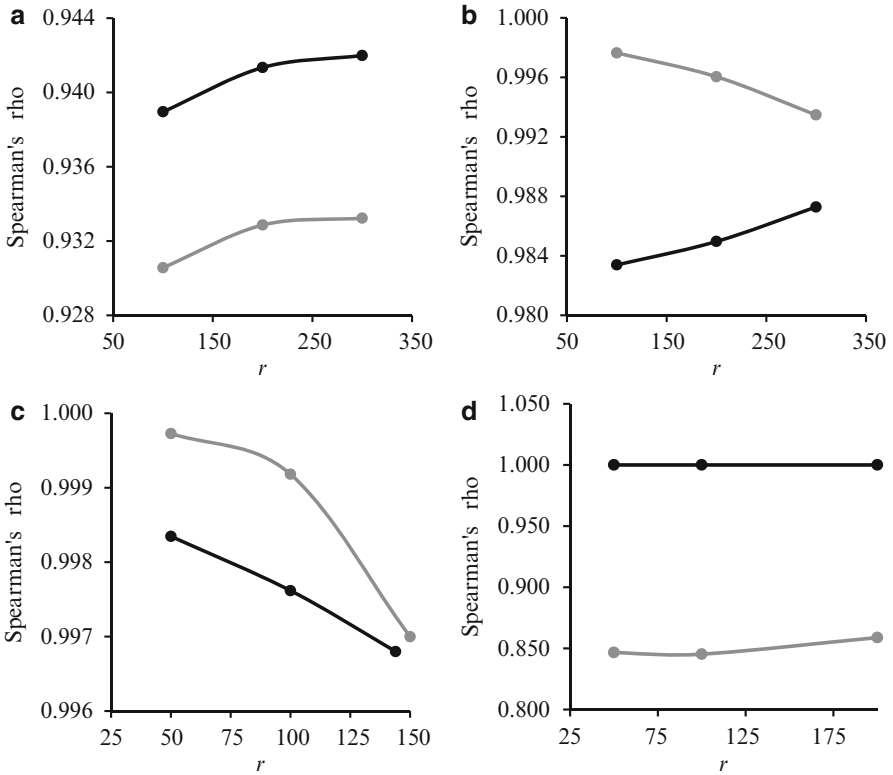 a
0.944
0.940
0.936
0.932
0.928
Spearman's rho
50 150 250 350
r
b
1.000
0.996
0.992
0.988
0.984
0.980
Spearman's rho
50 150 250 350
r
c
1.000
0.999
0.998
0.997
0.996
Spearman's rho
25 50 75 100 125 150
r
d
1.050
1.000
0.950
0.900
0.850
0.800
Spearman's rho
25 75 125 175
r